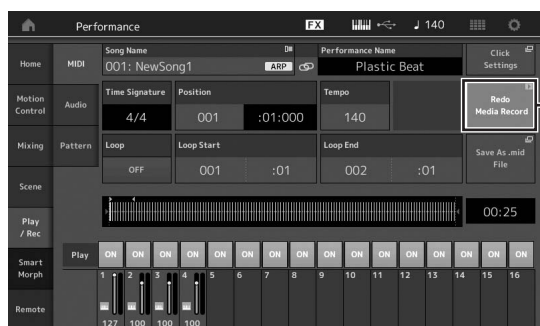 Performance
FX
♩ 140
Home
Motion Control
Mixing
Scene
Play / Rec
Smart Morph
Remote
MIDI
Audio
Pattern
Song Name
001: NewSong1
ARP
Performance Name
Plastic Beat
Click Settings
Time Signature
4/4
Position
001 :01:000
Tempo
140
Redo Media Record
Loop
OFF
Loop Start
001 :01
Loop End
002 :01
Save As .mid File
00:25
Play
ON ON ON ON ON ON ON ON ON ON ON ON ON ON ON ON
1 2 3 4 5 6 7 8 9 10 11 12 13 14 15 16
127 100 100 100